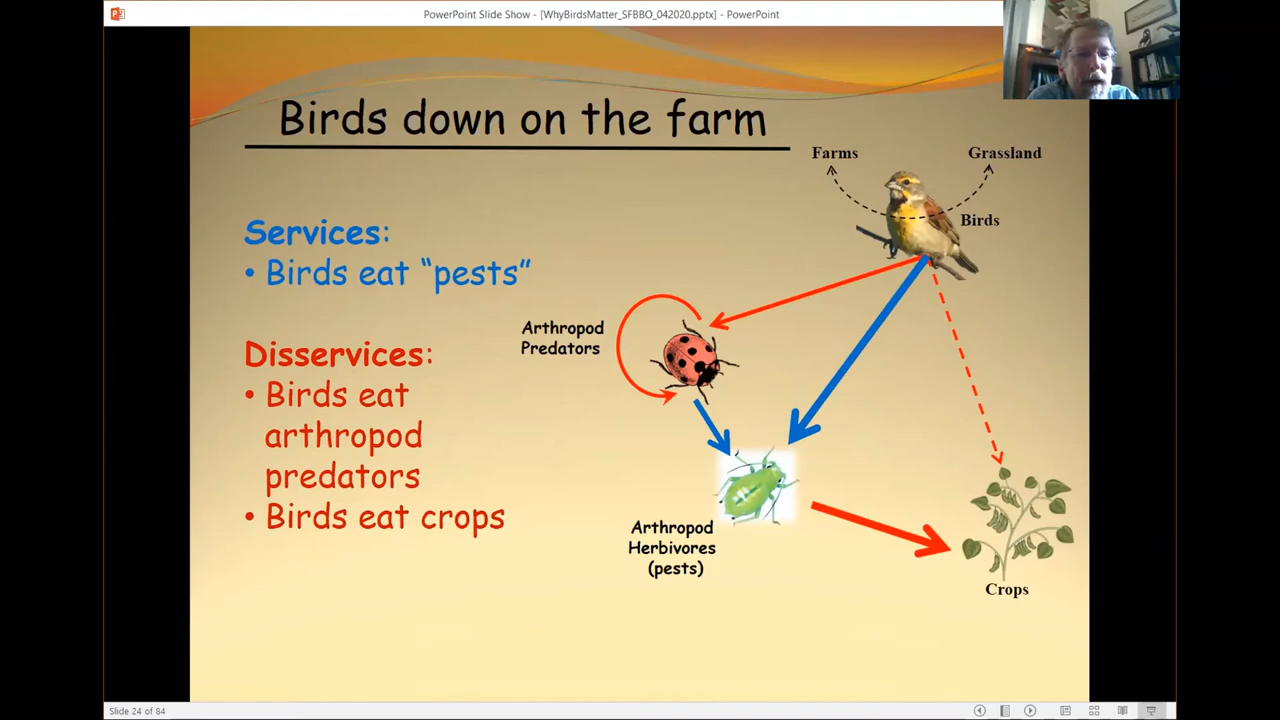 PowerPoint Slide Show - [WhyBirdsMatter_SFBBO_042020.pptx] - PowerPoint
Birds down on the farm
Farms
Grassland
Birds
Services:
• Birds eat “pests”
Arthropod
Predators
Disservices:
• Birds eat
arthropod
predators
• Birds eat crops
Arthropod
Herbivores
(pests)
Crops
Slide 24 of 84